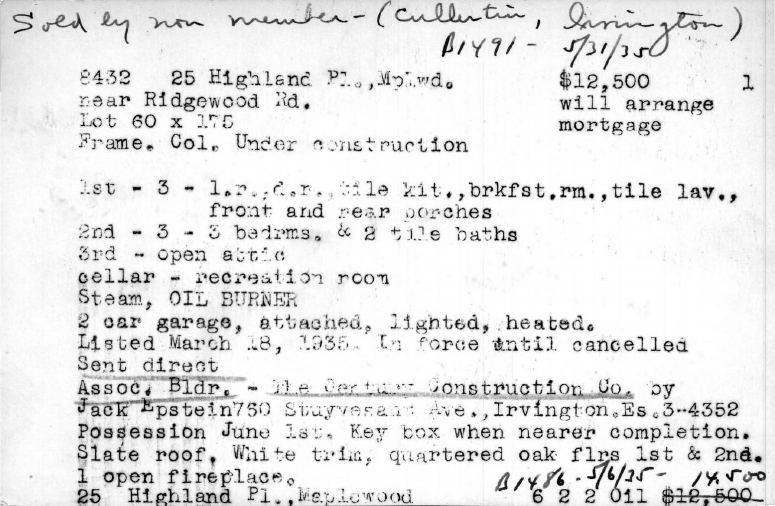 Sold by non member - (Cullertin, Irvington)
B1491 - 5/31/35
8432 25 Highland Pl., Mplwd. $12,500 1
near Ridgewood Rd. will arrange
Lot 60 x 175 mortgage
Frame. Col. Under construction
1st - 3 - l.r.,d.r.,tile kit.,brkfst.rm.,tile lav.,
front and rear porches
2nd - 3 - 3 bedrms. & 2 tile baths
3rd - open attic
cellar - recreation room
Steam, OIL BURNER
2 car garage, attached, lighted, heated.
Listed March 18, 1935. In force until cancelled
Sent direct
Assoc. Bldr. - The Century Construction Co. by
Jack Epstein 760 Stuyvesant Ave., Irvington. Es.3-4352
Possession June 1st. Key box when nearer completion.
Slate roof, White trim, quartered oak flrs 1st & 2nd.
1 open fireplace. B1486 - 5/6/35 - 14,500
25 Highland Pl., Maplewood 6 2 2 Oil $12,500